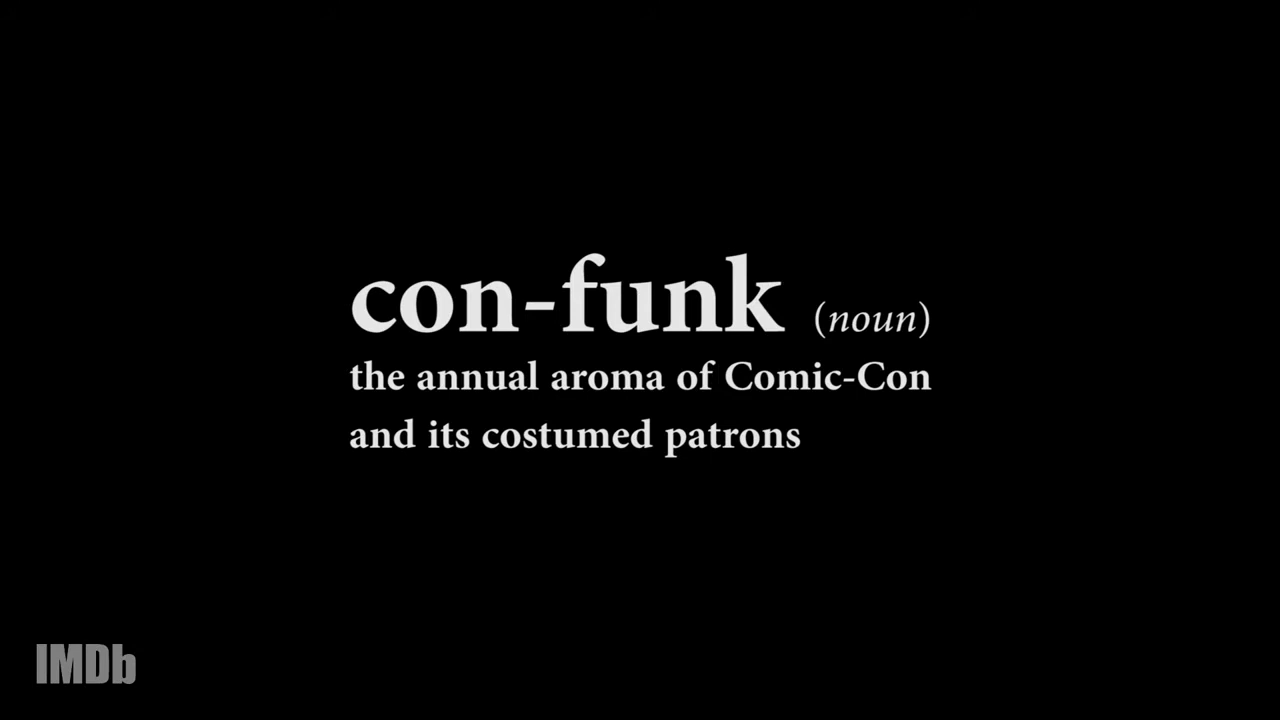 con-funk (noun)
the annual aroma of Comic-Con
and its costumed patrons
IMDb